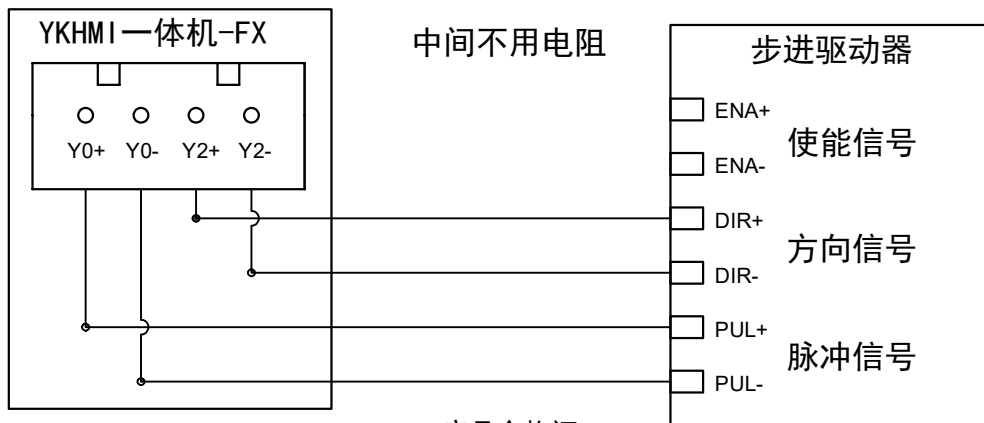 YKHMI一体机-FX
中间不用电阻
步进驱动器
Y0+ Y0- Y2+ Y2-
ENA+
使能信号
ENA-
DIR+
方向信号
DIR-
PUL+
脉冲信号
PUL-